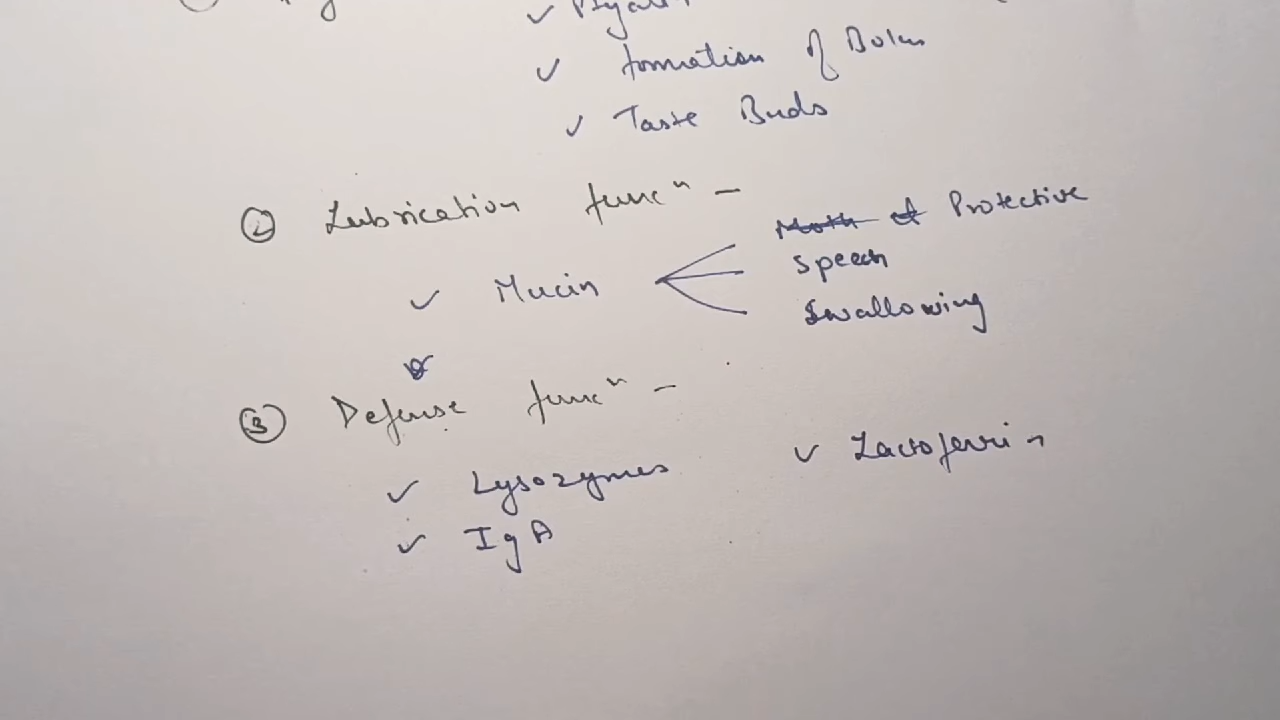 ✓ formation of Bolus
✓ Taste Buds
② Lubrication funcⁿ -
✓ Mucin
Protective
Speech
Swallowing
③ Defense funcⁿ -
✓ Lysozymes ✓ Lactoferrin
✓ IgA